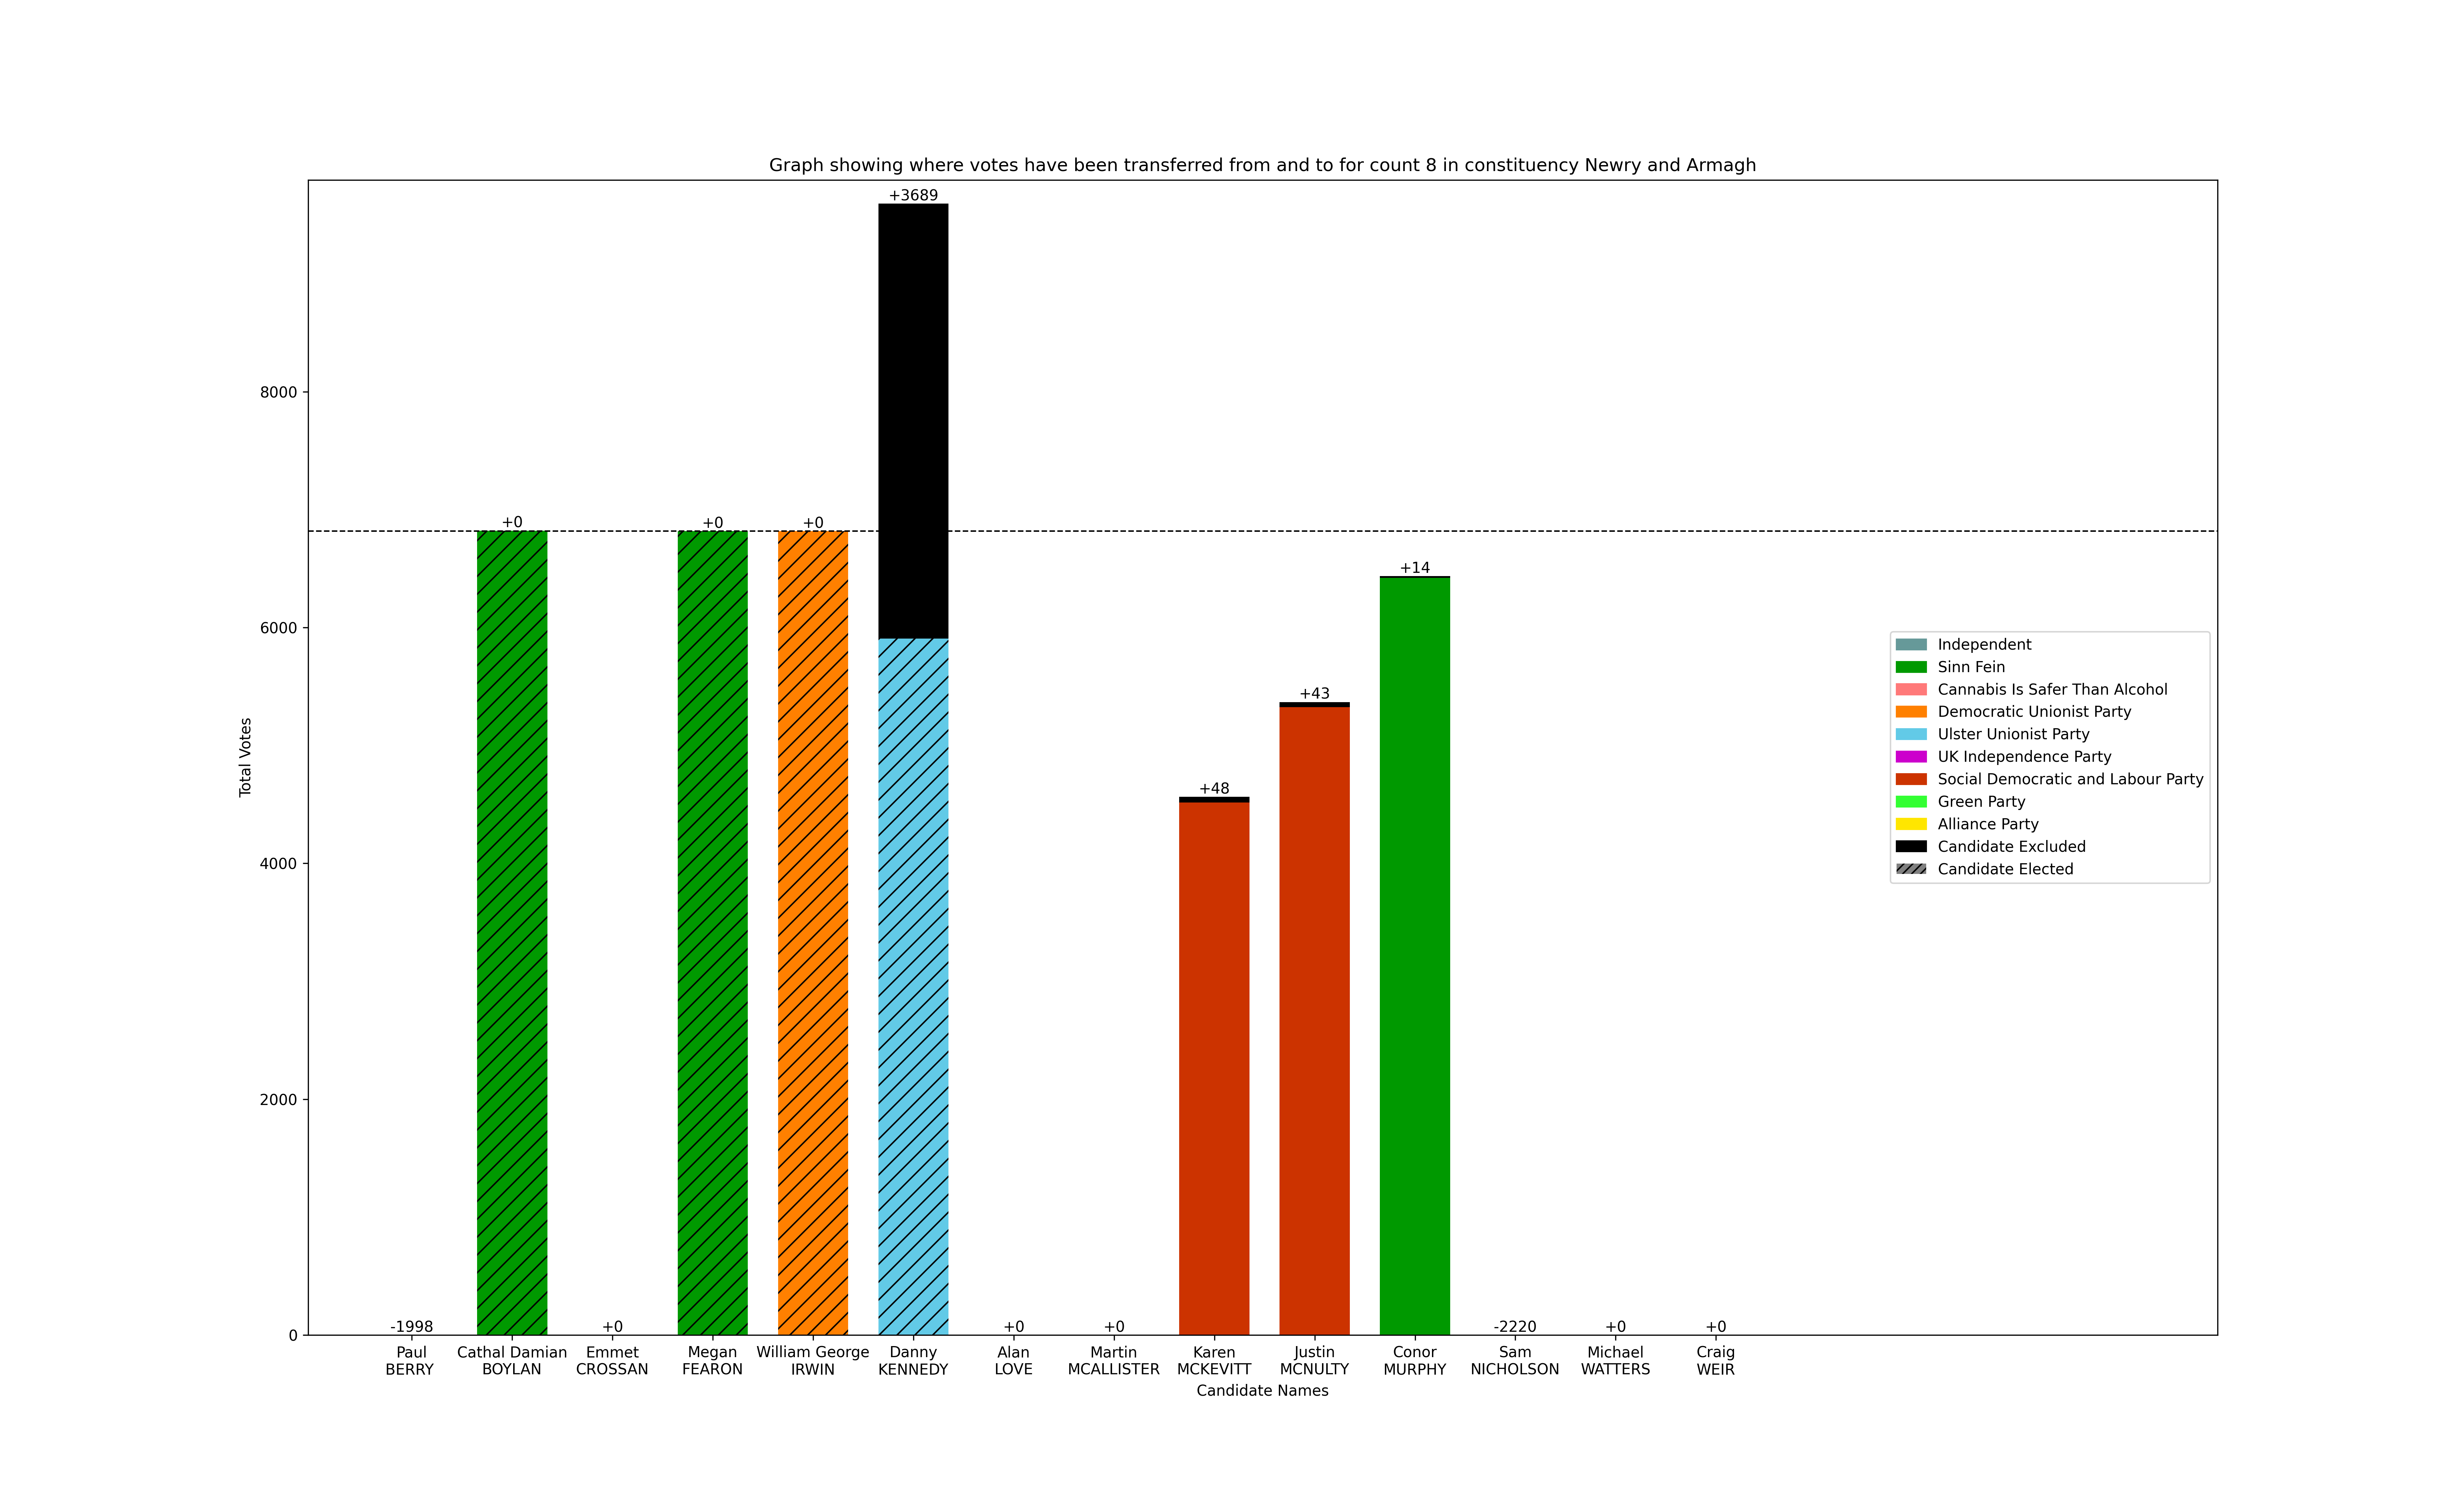 Graph showing where votes have been transferred from and to for count 8 in constituency Newry and Armagh
+3689
8000
+0
+0
+0
+14
6000
Independent
Sinn Fein
Cannabis Is Safer Than Alcohol
Democratic Unionist Party
Ulster Unionist Party
UK Independence Party
Social Democratic and Labour Party
Green Party
Alliance Party
Candidate Excluded
Candidate Elected
+43
Total Votes
+48
4000
2000
0
-1998
+0
+0
+0
-2220
+0
+0
Paul
BERRY
Cathal Damian
BOYLAN
Emmet
CROSSAN
Megan
FEARON
William George
IRWIN
Danny
KENNEDY
Alan
LOVE
Martin
MCALLISTER
Karen
MCKEVITT
Justin
MCNULTY
Conor
MURPHY
Sam
NICHOLSON
Michael
WATTERS
Craig
WEIR
Candidate Names